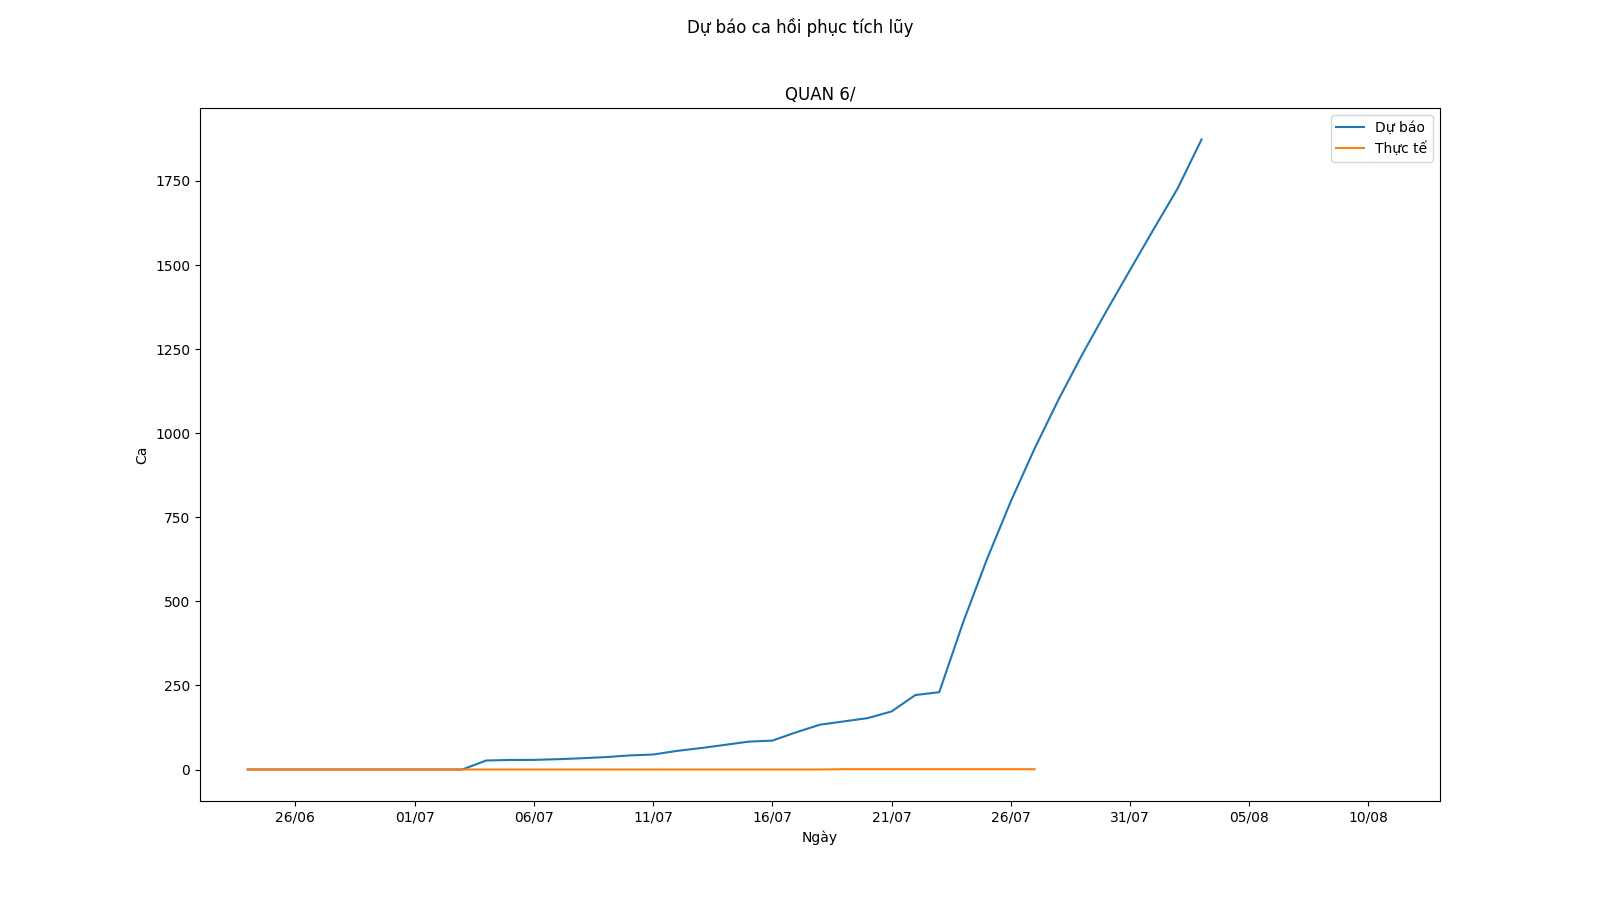 Dự báo ca hồi phục tích lũy
QUAN 6/
Dự báo
Thực tế
1750
1500
1250
1000
750
500
250
0
Ca
26/06 01/07 06/07 11/07 16/07 21/07 26/07 31/07 05/08 10/08
Ngày